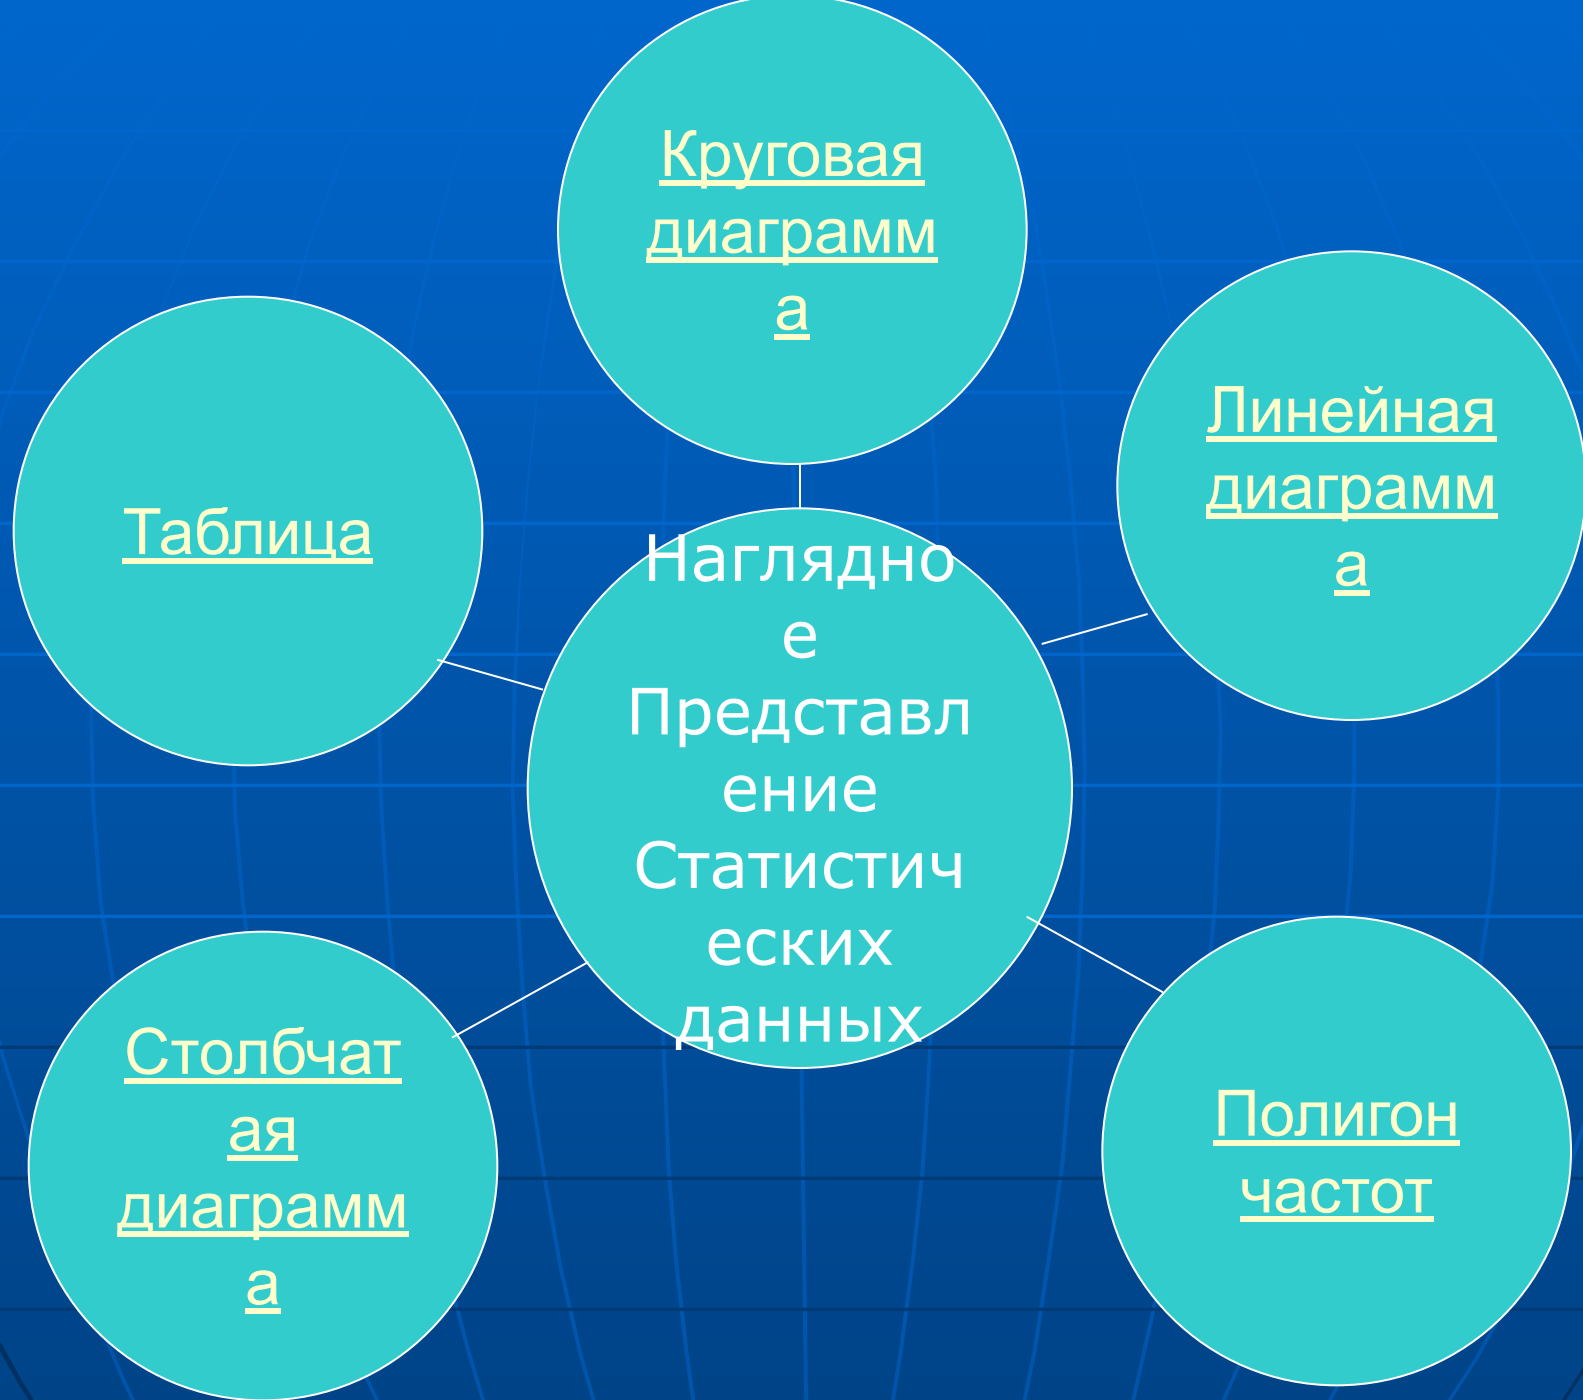 Круговая
диаграмм
а
Линейная
диаграмм
а
Таблица
Наглядно
е
Представл
ение
Статистич
еских
данных
Столбчат
ая
диаграмм
а
Полигон
частот